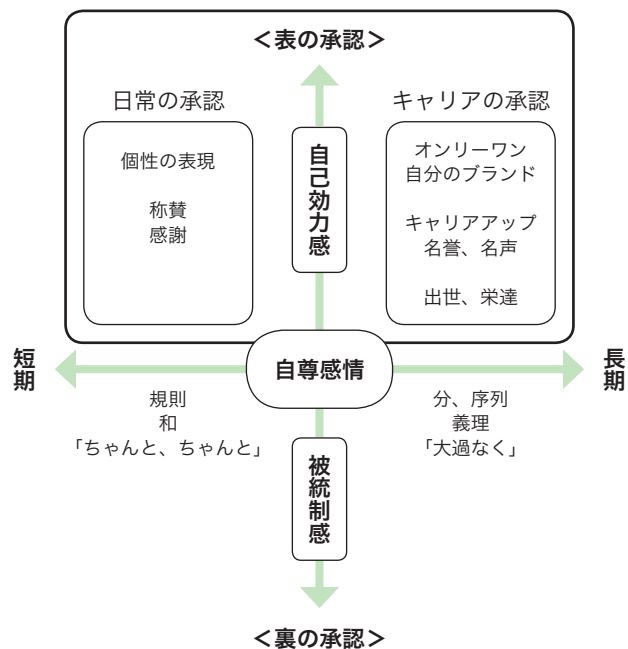 ＜表の承認＞
日常の承認
個性の表現
称賛
感謝
自己効力感
キャリアの承認
オンリーワン
自分のブランド
キャリアアップ
名誉、名声
出世、栄達
短期
自尊感情
長期
規則
和
「ちゃんと、ちゃんと」
分、序列
義理
「大過なく」
被統制感
＜裏の承認＞